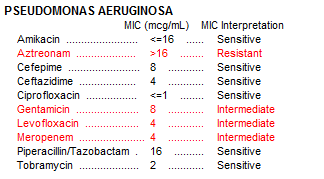 PSEUDOMONAS AERUGINOSA
MIC (mcg/mL) MIC Interpretation
Amikacin ........................ <=16 ....... Sensitive
Aztreonam ..................... >16 ....... Resistant
Cefepime ....................... 8 .......... Sensitive
Ceftazidime ................... 4 .......... Sensitive
Ciprofloxacin ................. <=1 ........ Sensitive
Gentamicin .................... 8 .......... Intermediate
Levofloxacin .................. 4 .......... Intermediate
Meropenem .................. 4 .......... Intermediate
Piperacillin/Tazobactam . 16 .......... Sensitive
Tobramycin ................... 2 .......... Sensitive